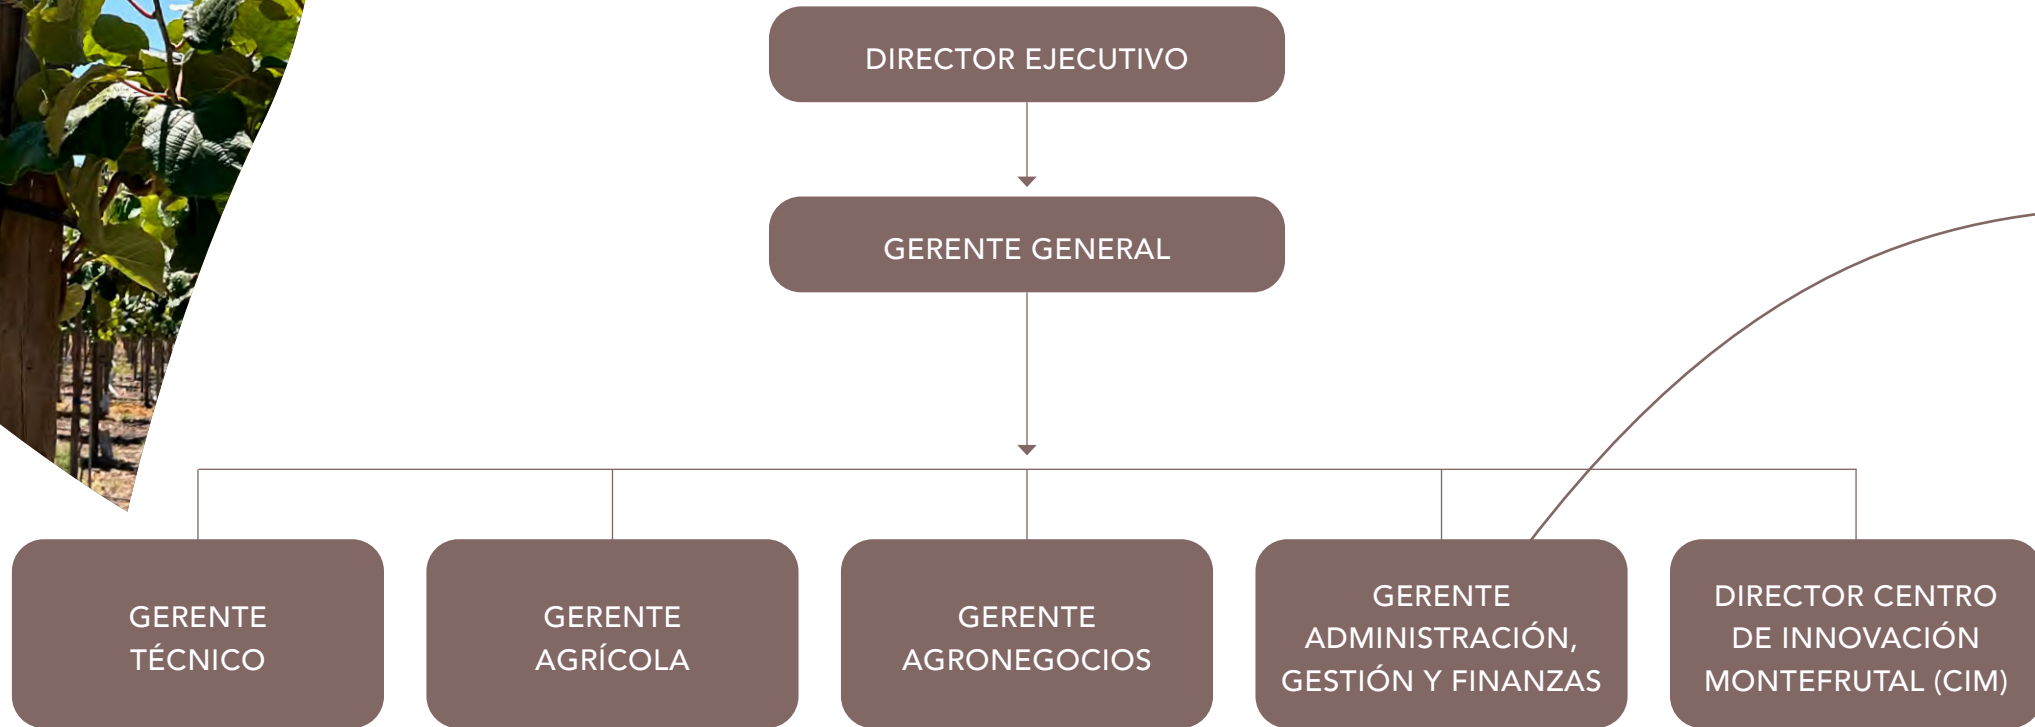 DIRECTOR EJECUTIVO
GERENTE GENERAL
GERENTE
TÉCNICO
GERENTE
AGRÍCOLA
GERENTE
AGRONEGOCIOS
GERENTE
ADMINISTRACIÓN,
GESTIÓN Y FINANZAS
DIRECTOR CENTRO
DE INNOVACIÓN
MONTEFRUTAL (CIM)